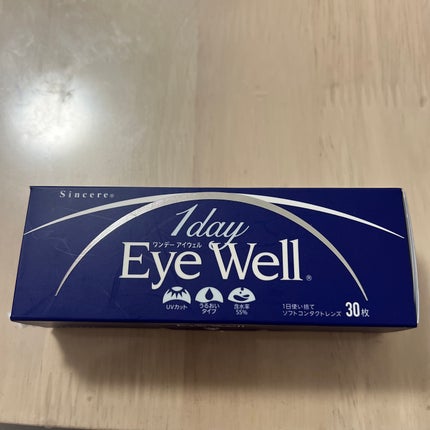 Sincere®
1day
ワンデー アイウェル
Eye Well®
UVカット
うるおい
タイプ
含水率
55%
1日使い捨て
ソフトコンタクトレンズ 30枚
Eye Well